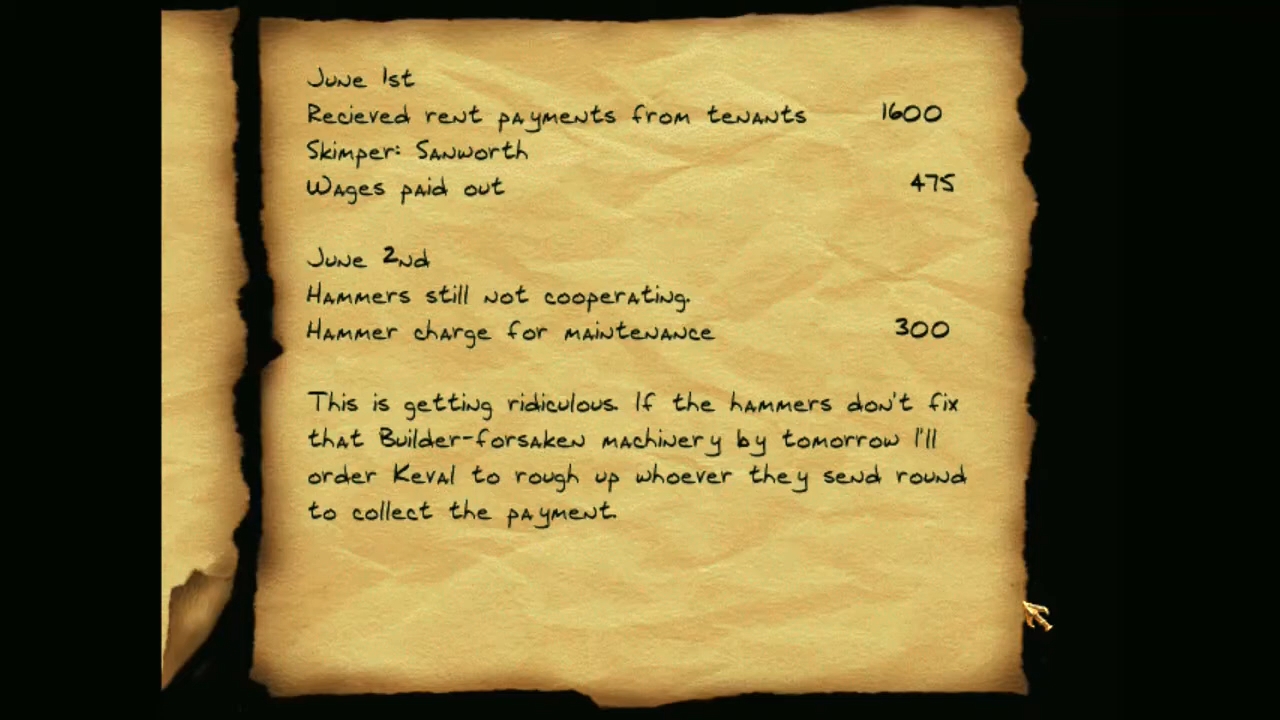 June 1st
Recieved rent payments from tenants 1600
Skimper: Sanworth
Wages paid out 475
June 2nd
Hammers still not cooperating.
Hammer charge for maintenance 300
This is getting ridiculous. If the hammers don't fix
that Builder-forsaken machinery by tomorrow I'll
order Keval to rough up whoever they send round
to collect the payment.